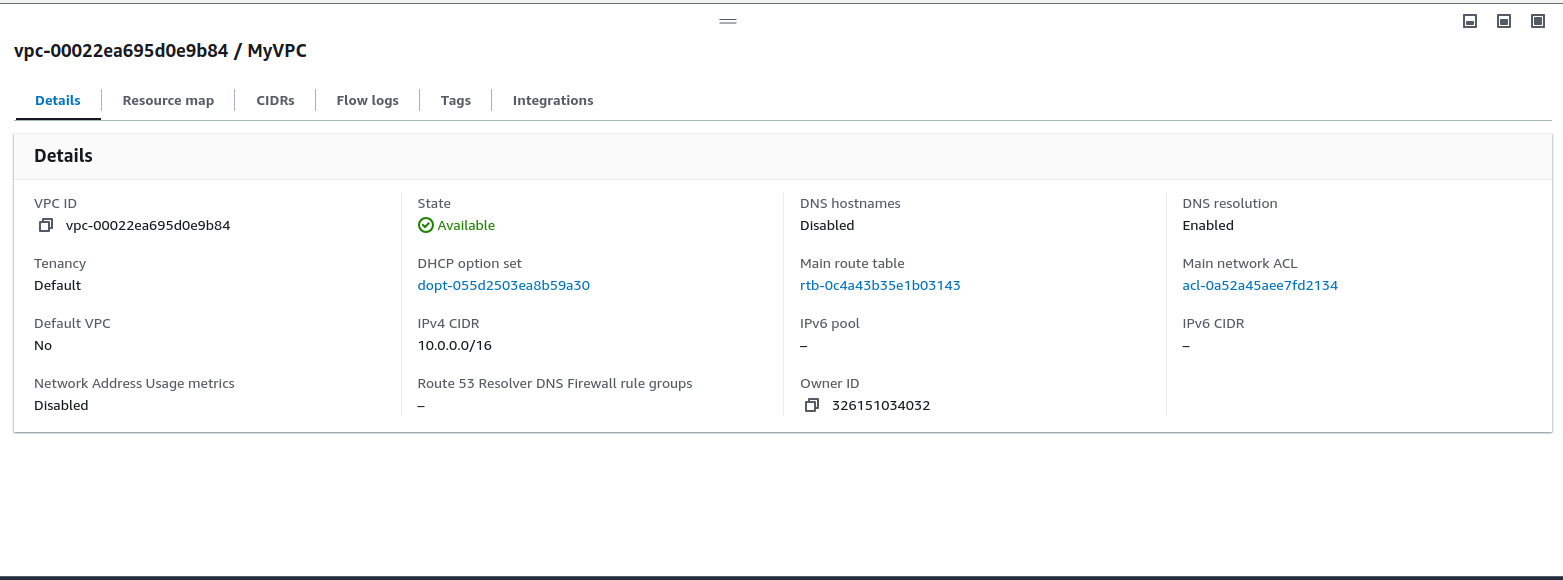 vpc-00022ea695d0e9b84 / MyVPC
Details
Resource map
CIDRs
Flow logs
Tags
Integrations
Details
VPC ID
vpc-00022ea695d0e9b84
State
Available
DNS hostnames
Disabled
DNS resolution
Enabled
Tenancy
Default
DHCP option set
dopt-055d2503ea8b59a30
Main route table
rtb-0c4a43b35e1b03143
Main network ACL
acl-0a52a45aee7fd2134
Default VPC
No
IPv4 CIDR
10.0.0.0/16
IPv6 pool
–
IPv6 CIDR
–
Network Address Usage metrics
Disabled
Route 53 Resolver DNS Firewall rule groups
–
Owner ID
326151034032